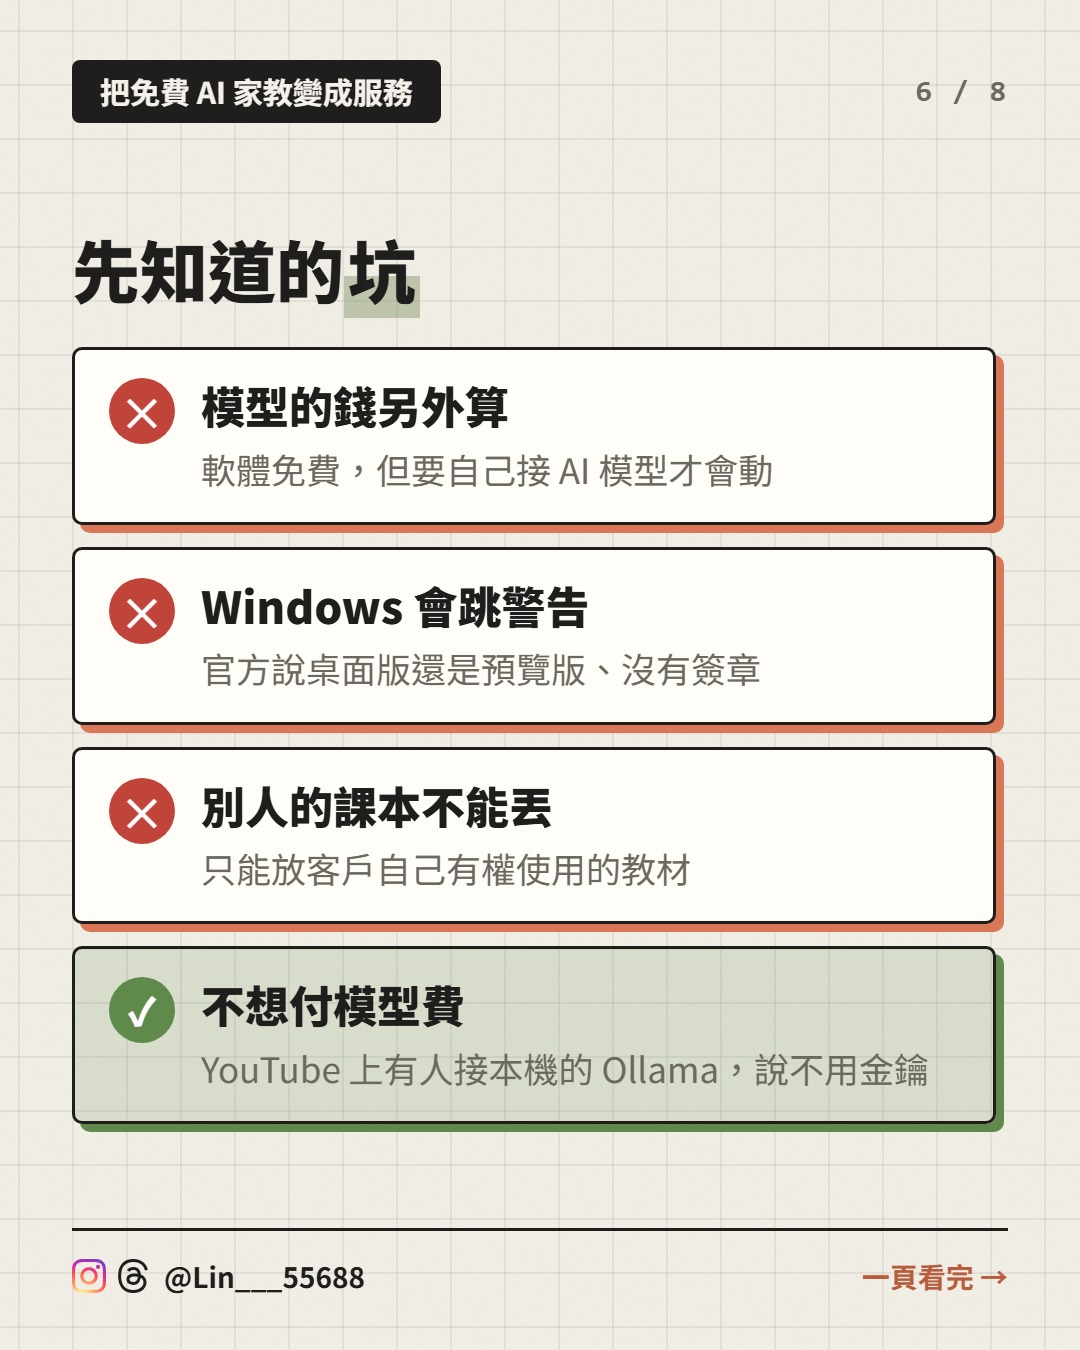 把免費 AI 家教變成服務
6 / 8
先知道的坑
模型的錢另外算
軟體免費，但要自己接 AI 模型才會動
Windows 會跳警告
官方說桌面版還是預覽版、沒有簽章
別人的課本不能丟
只能放客戶自己有權使用的教材
不想付模型費
YouTube 上有人接本機的 Ollama，說不用金鑰
@Lin___55688
一頁看完 →